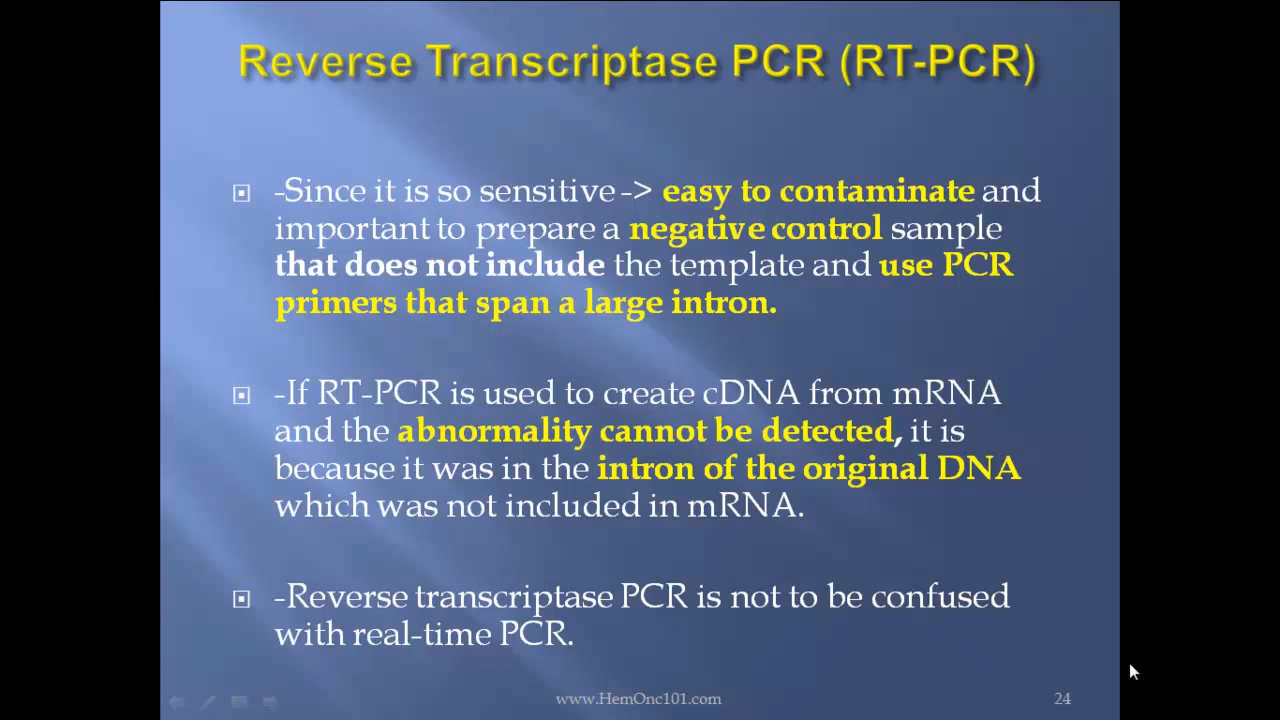 Reverse Transcriptase PCR (RT-PCR)
-Since it is so sensitive -> easy to contaminate and
important to prepare a negative control sample
that does not include the template and use PCR
primers that span a large intron.
-If RT-PCR is used to create cDNA from mRNA
and the abnormality cannot be detected, it is
because it was in the intron of the original DNA
which was not included in mRNA.
-Reverse transcriptase PCR is not to be confused
with real-time PCR.
www.HemOnc101.com
24